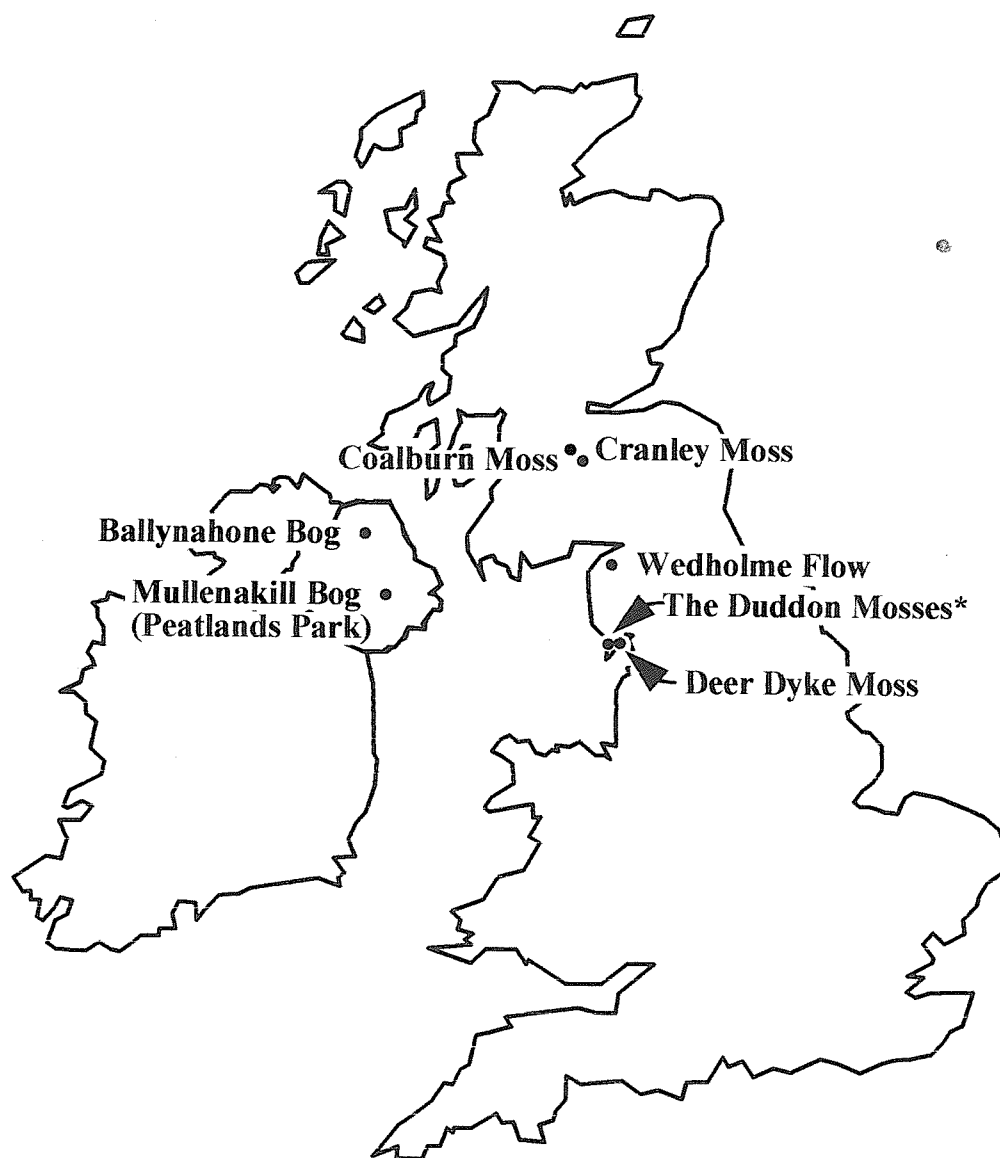 Coalburn Moss
Cranley Moss
Ballynahone Bog
Wedholme Flow
Mullenakill Bog
(Peatlands Park)
The Duddon Mosses*
Deer Dyke Moss